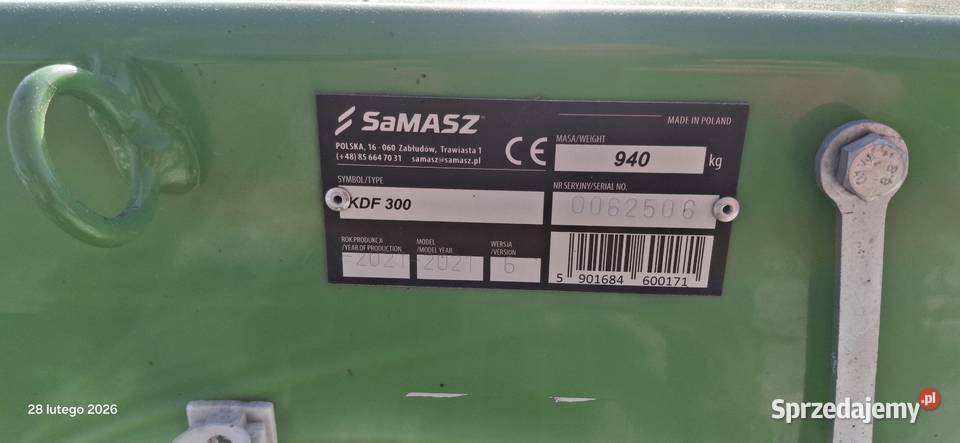 SaMASZ
MADE IN POLAND
POLSKA, 16-060 Zabłudów, Trawiasta 1
(+48) 85 664 70 31 samasz@samasz.pl
CE
MASA/WEIGHT
940 kg
SYMBOL/TYPE
KDF 300
NR SERYJNY/SERIAL NO.
0062506
ROK PRODUKCJI
/YEAR OF PRODUCTION
2021
MODEL
/MODEL YEAR
2021
WERSJA
/VERSION
6
5 901684 600171
28 lutego 2026
Sprzedajemy.pl